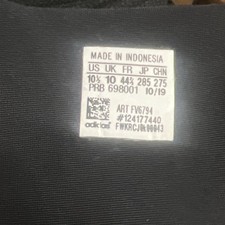 MADE IN INDONESIA
US UK FR JP CHN
10½ 10 44⅔ 285 275
PRB 698001 10/19
ART FV6794
#124177440
adidas